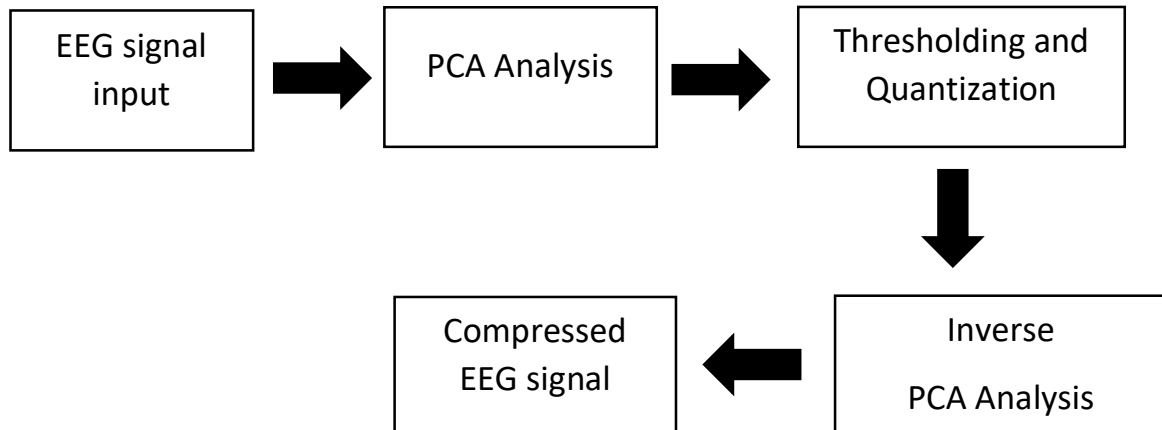 EEG signal
input
PCA Analysis
Thresholding and
Quantization
Inverse
PCA Analysis
Compressed
EEG signal